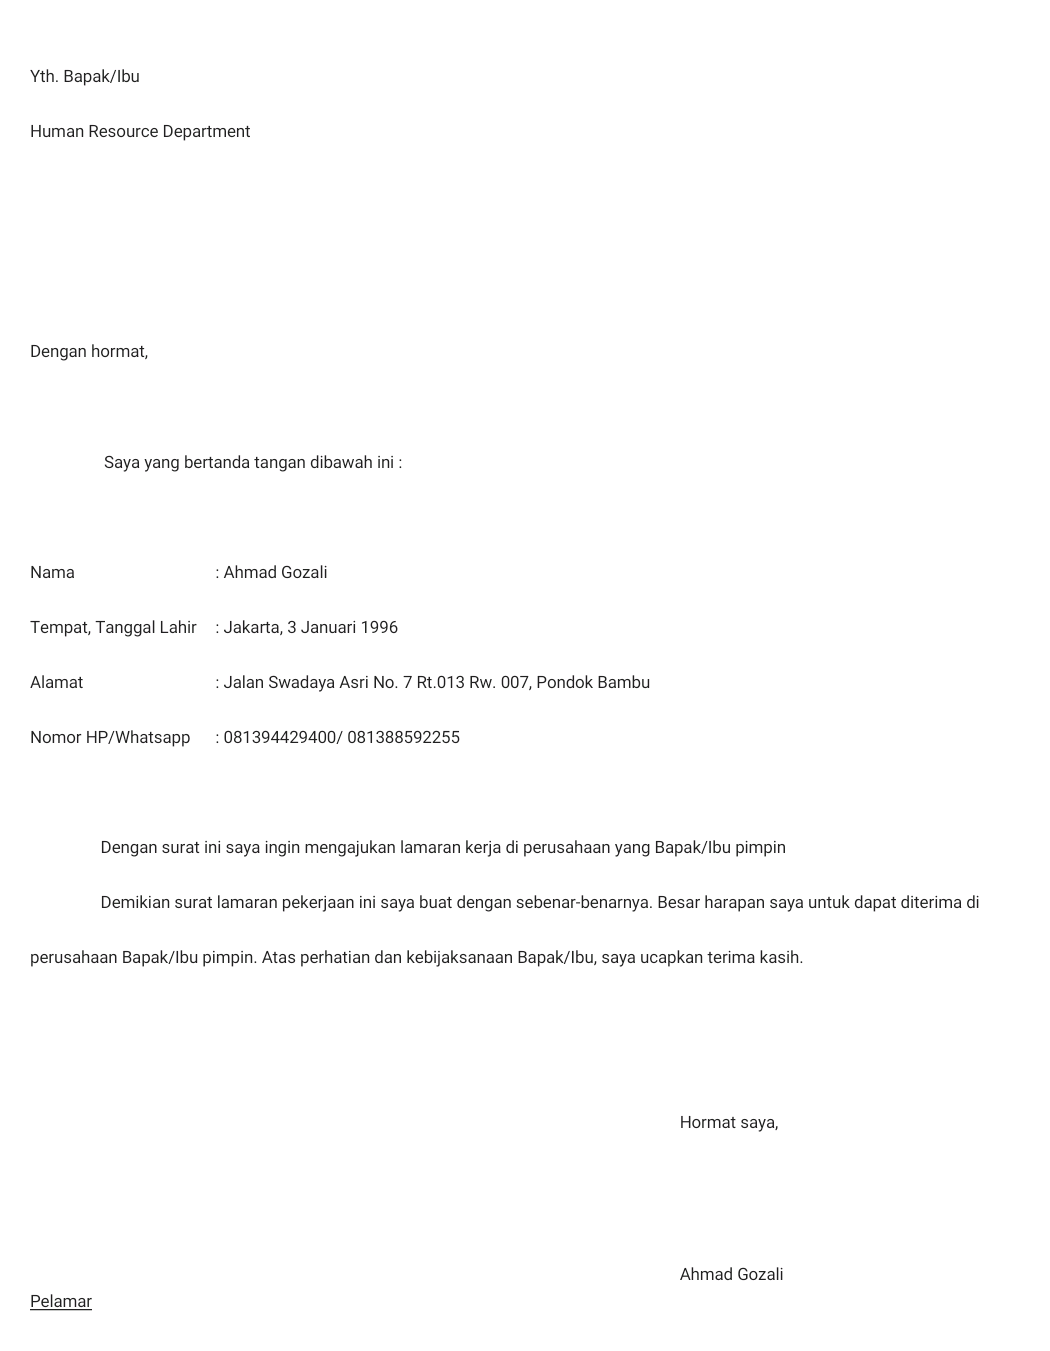 Yth. Bapak/Ibu
Human Resource Department
Dengan hormat,
Saya yang bertanda tangan dibawah ini :
Nama : Ahmad Gozali
Tempat, Tanggal Lahir : Jakarta, 3 Januari 1996
Alamat : Jalan Swadaya Asri No. 7 Rt.013 Rw. 007, Pondok Bambu
Nomor HP/Whatsapp : 081394429400/ 081388592255
Dengan surat ini saya ingin mengajukan lamaran kerja di perusahaan yang Bapak/Ibu pimpin
Demikian surat lamaran pekerjaan ini saya buat dengan sebenar-benarnya. Besar harapan saya untuk dapat diterima di
perusahaan Bapak/Ibu pimpin. Atas perhatian dan kebijaksanaan Bapak/Ibu, saya ucapkan terima kasih.
Hormat saya,
Ahmad Gozali
Pelamar